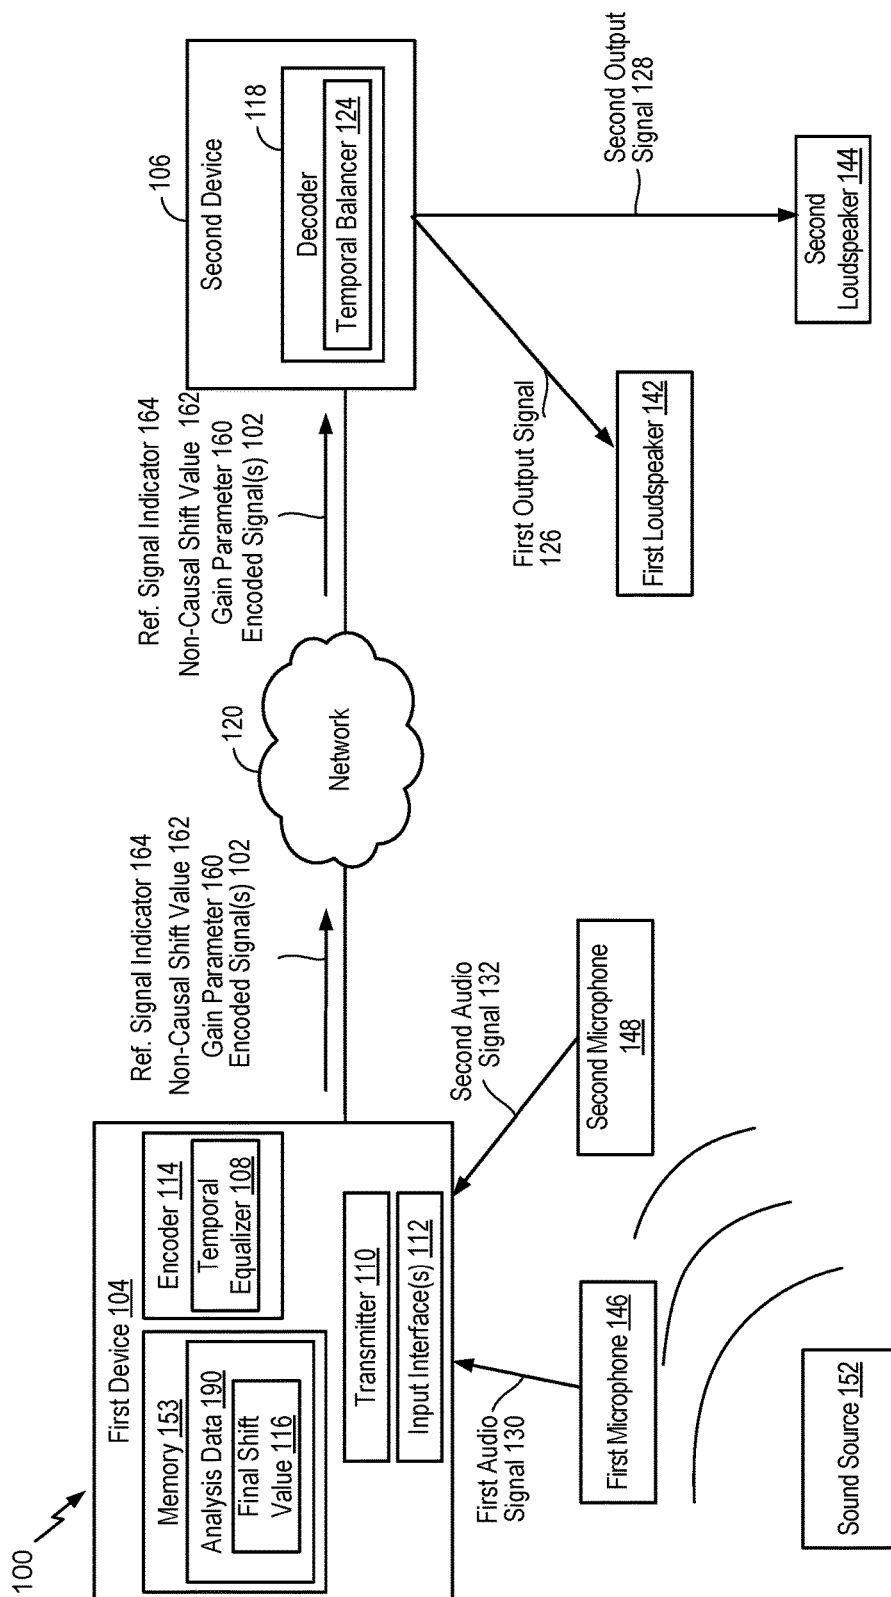 100
First Device 104
Memory 153
Analysis Data 190
Final Shift
Value 116
Encoder 114
Temporal
Equalizer 108
Transmitter 110
Input Interface(s) 112
First Audio
Signal 130
Second Audio
Signal 132
First Microphone 146
Second Microphone
148
Sound Source 152
Ref. Signal Indicator 164
Non-Causal Shift Value 162
Gain Parameter 160
Encoded Signal(s) 102
120
Network
Ref. Signal Indicator 164
Non-Causal Shift Value 162
Gain Parameter 160
Encoded Signal(s) 102
106
Second Device
118
Decoder
Temporal Balancer 124
First Output Signal
126
Second Output
Signal 128
First Loudspeaker 142
Second
Loudspeaker 144